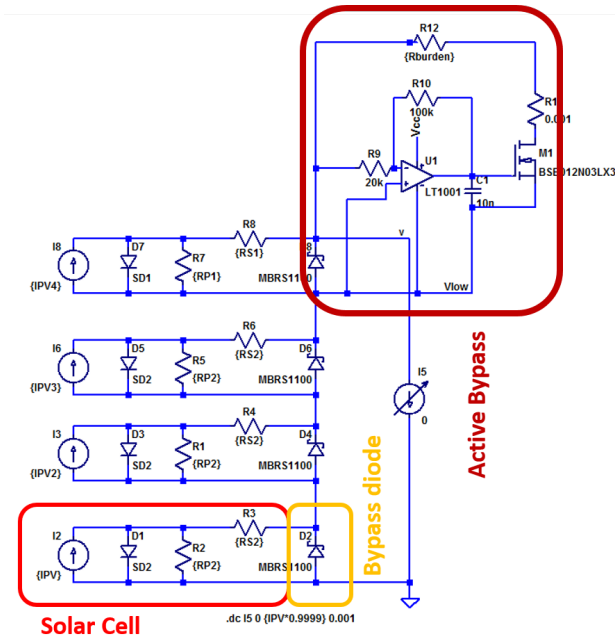 R12
{Rburden}
R10
100k
Vcc
R1
0.001
M1
BSB012N03LX3
R9
20k
U1
LT1001
C1
10n
Vlow
v
I8
{IPV4}
D7
SD1
R7
{RP1}
R8
{RS1}
8
MBRS1100
I6
{IPV3}
D5
SD2
R5
{RP2}
R6
{RS2}
D6
MBRS1100
I5
0
I3
{IPV2}
D3
SD2
R1
{RP2}
R4
{RS2}
D4
MBRS1100
I2
{IPV}
D1
SD2
R2
{RP2}
R3
{RS2}
D2
MBRS1100
Active Bypass
Bypass diode
Solar Cell
.dc I5 0 {IPV*0.9999} 0.001